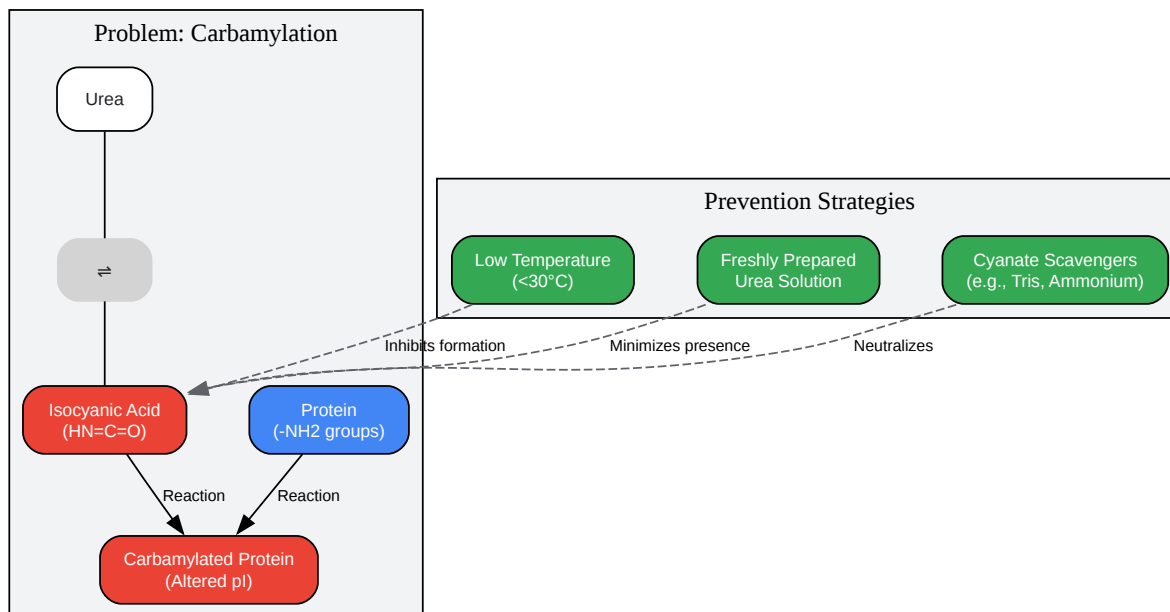 Problem: Carbamylation
Urea
⇌
Isocyanic Acid
(HN=C=O)
Protein
(-NH2 groups)
Reaction
Reaction
Carbamylated Protein
(Altered pI)
Prevention Strategies
Low Temperature
(<30°C)
Freshly Prepared
Urea Solution
Cyanate Scavengers
(e.g., Tris, Ammonium)
Inhibits formation
Minimizes presence
Neutralizes